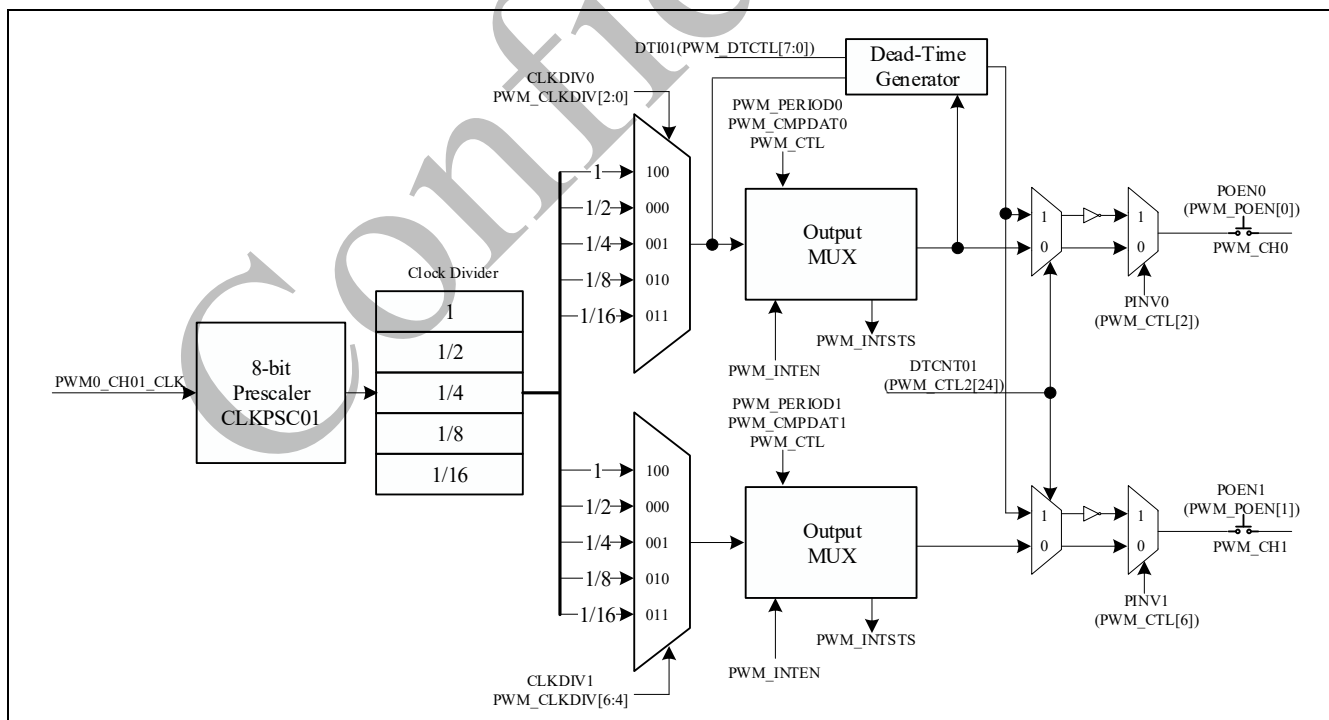 Confi
DTI01(PWM_DTCTL[7:0])
Dead-Time
Generator
CLKDIV0
PWM_CLKDIV[2:0]
PWM_PERIOD0
PWM_CMPDAT0
PWM_CTL
1
100
1/2
000
1/4
001
1/8
010
1/16
011
Output
MUX
PWM_INTEN
PWM_INTSTS
1
0
1
0
POEN0
(PWM_POEN[0])
PWM_CH0
PINV0
(PWM_CTL[2])
PWM0_CH01_CLK
8-bit
Prescaler
CLKPSC01
Clock Divider
1
1/2
1/4
1/8
1/16
DTCNT01
(PWM_CTL2[24])
PWM_PERIOD1
PWM_CMPDAT1
PWM_CTL
1
100
1/2
000
1/4
001
1/8
010
1/16
011
Output
MUX
PWM_INTEN
PWM_INTSTS
1
0
1
0
POEN1
(PWM_POEN[1])
PWM_CH1
PINV1
(PWM_CTL[6])
CLKDIV1
PWM_CLKDIV[6:4]